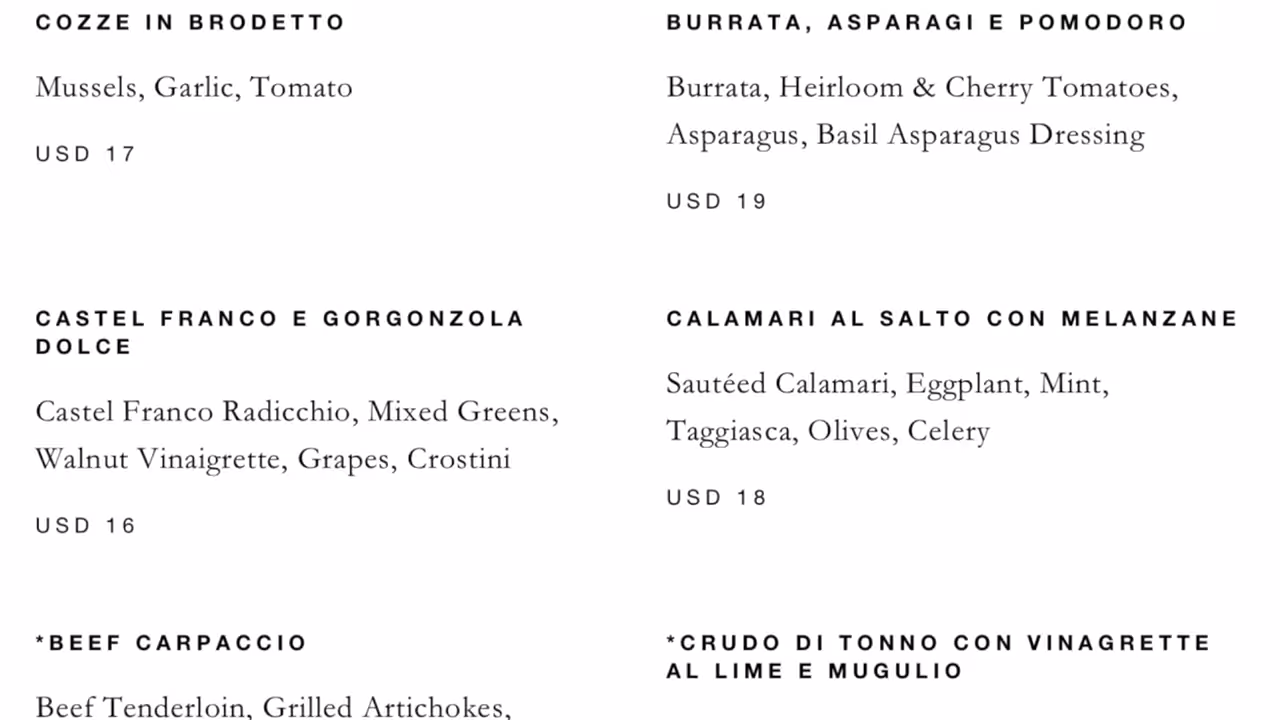 COZZE IN BRODETTO
Mussels, Garlic, Tomato
USD 17
BURRATA, ASPARAGI E POMODORO
Burrata, Heirloom & Cherry Tomatoes,
Asparagus, Basil Asparagus Dressing
USD 19
CASTEL FRANCO E GORGONZOLA
DOLCE
Castel Franco Radicchio, Mixed Greens,
Walnut Vinaigrette, Grapes, Crostini
USD 16
CALAMARI AL SALTO CON MELANZANE
Sautéed Calamari, Eggplant, Mint,
Taggiasca, Olives, Celery
USD 18
*BEEF CARPACCIO
Beef Tenderloin, Grilled Artichokes,
*CRUDO DI TONNO CON VINAGRETTE
AL LIME E MUGULIO